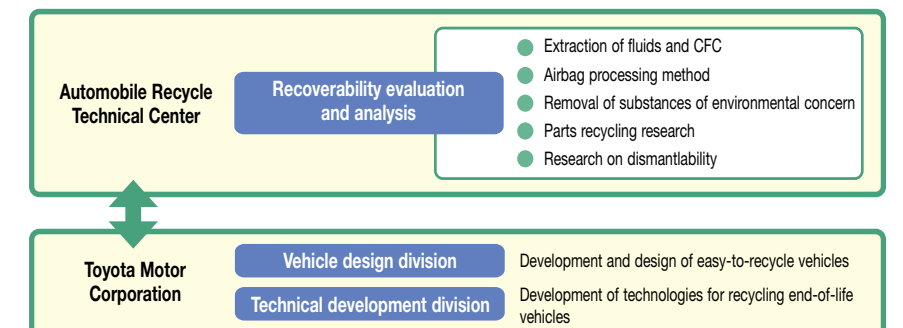 Automobile Recycle
Technical Center
Recoverability evaluation
and analysis
Extraction of fluids and CFC
Airbag processing method
Removal of substances of environmental concern
Parts recycling research
Research on dismantlability
Toyota Motor
Corporation
Vehicle design division
Development and design of easy-to-recycle vehicles
Technical development division
Development of technologies for recycling end-of-life
vehicles